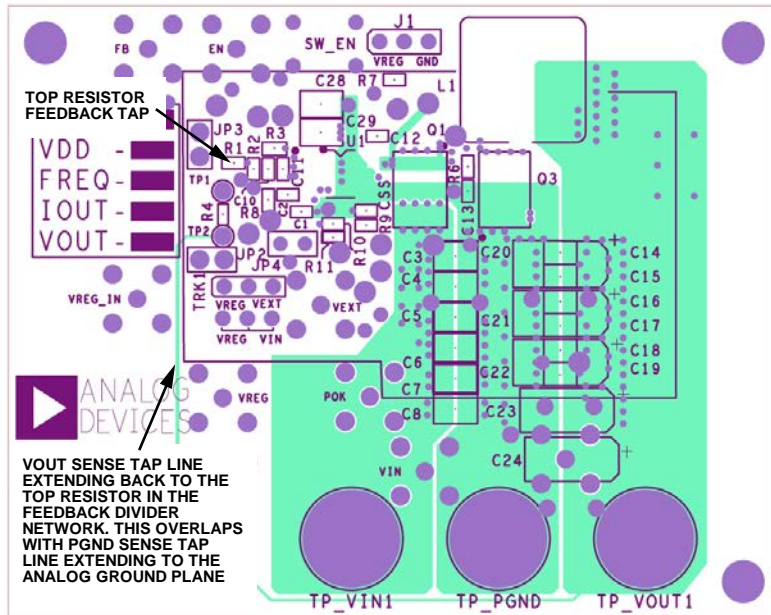 J1
FB
EN
SW_EN
VREG GND
R7
L1
C28
TOP RESISTOR
FEEDBACK TAP
JP3
R1
R2
R3
C29
U1
C12
Q1
VDD -
FREQ-
IOUT-
VOUT-
TP1
C10
C11
R4
R8
C2
CSS
R6
Q3
C13
TP2
C1
R9
JP2
TRK1
JP4
R11
R10
C3
C20
C14
C4
C15
VREG_IN
VREG VEXT
VEXT
C16
C5
C21
C17
VREG VIN
C18
C6
C22
C19
ANALOG
DEVICES
VREG
POK
C7
C8
C23
VOUT SENSE TAP LINE
EXTENDING BACK TO THE
TOP RESISTOR IN THE
FEEDBACK DIVIDER
NETWORK. THIS OVERLAPS
WITH PGND SENSE TAP
LINE EXTENDING TO THE
ANALOG GROUND PLANE
VIN
C24
TP_VIN1
TP_PGND
TP_VOUT1